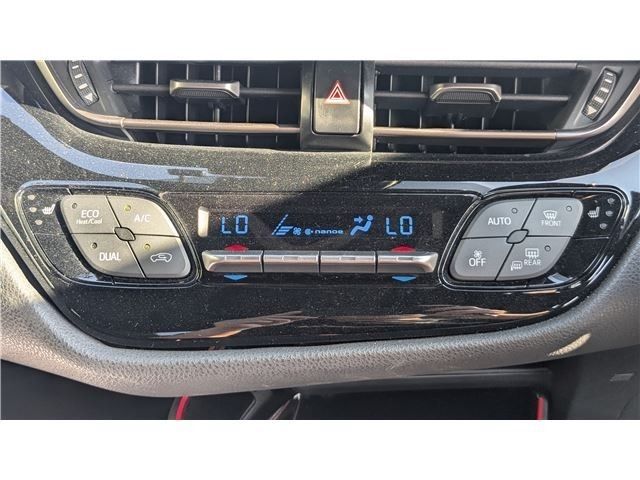 ECO A/C
Heat/Cool
DUAL
LO nanoe LO
AUTO FRONT
OFF REAR